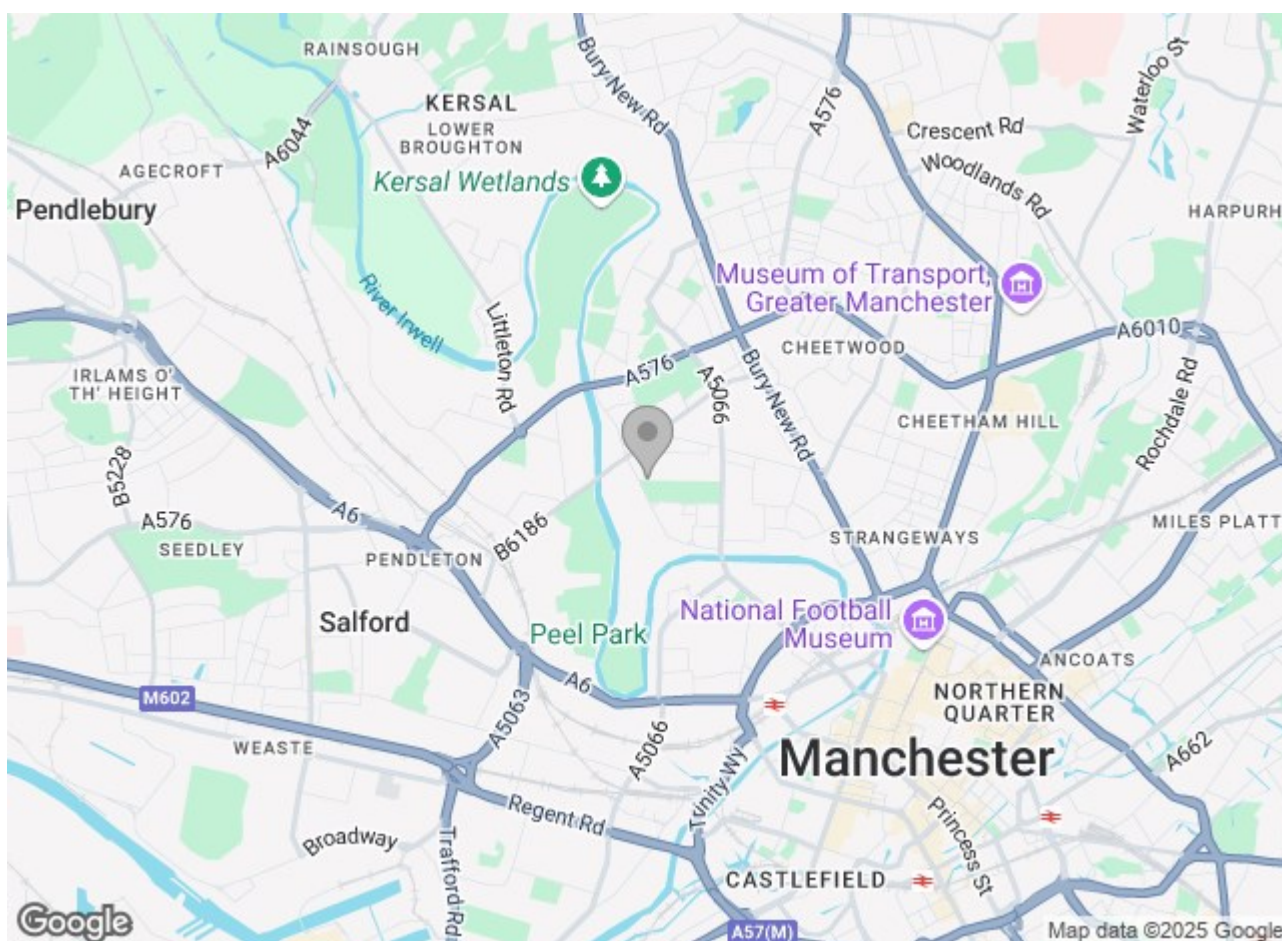 RAINSOUGH
Bury New Rd
A576
Waterloo St
KERSAL
LOWER
BROUGHTON
Crescent Rd
A6044
AGECROFT
Woodlands Rd
Kersal Wetlands
Pendlebury
HARPURH
Museum of Transport,
Greater Manchester
River Irwell
Littleton Rd
A6010
CHEETWOOD
Bury New Rd
A576
A5066
IRLAMS O'
TH' HEIGHT
Rochdale Rd
CHEETHAM HILL
B5228
A6
A576
SEEDLEY
B6186
MILES PLATT
STRANGEWAYS
PENDLETON
National Football
Museum
Salford
Peel Park
ANCOATS
A6
M602
NORTHERN
QUARTER
A5063
A5066
WEASTE
Trinity Wy
Manchester
A662
Regent Rd
Princess St
Broadway
Trafford Rd
CASTLEFIELD
Google
A57(M)
Map data ©2025 Google